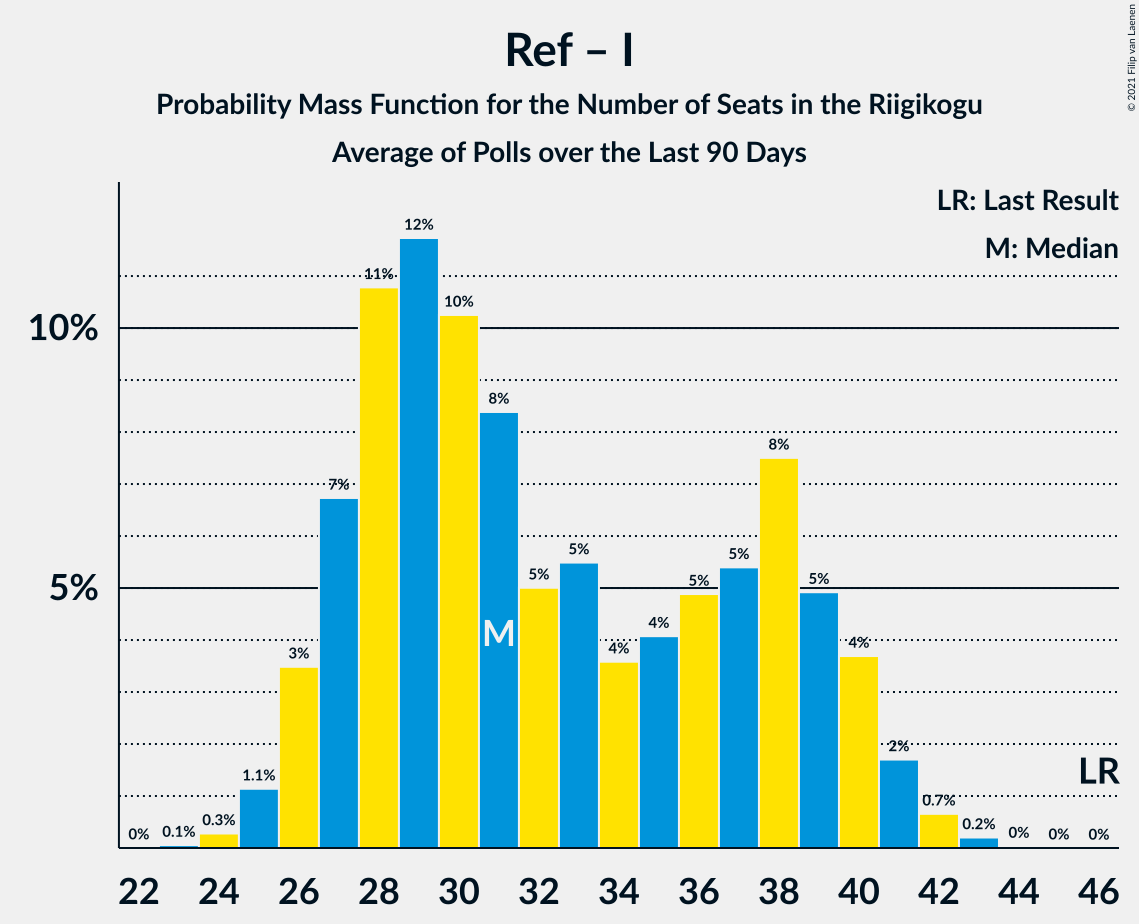 © 2021 Filip van Laenen
Ref – I
Probability Mass Function for the Number of Seats in the Riigikogu
Average of Polls over the Last 90 Days
LR: Last Result
M: Median
10%
5%
0% 0.1% 0.3% 1.1% 3% 7% 11% 12% 10% 8% 5% 5% 4% 4% 5% 5% 8% 5% 4% 2% 0.7% 0.2% 0% 0% 0%
M
LR
22 24 26 28 30 32 34 36 38 40 42 44 46